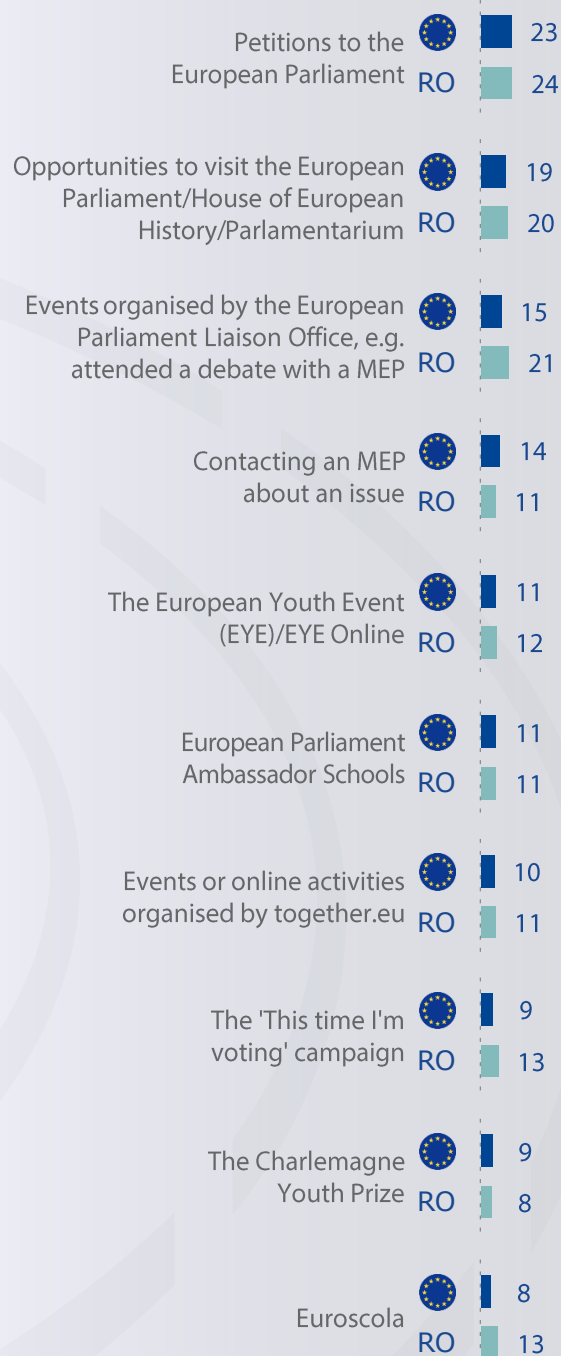 Petitions to the
European Parliament
23
RO 24
Opportunities to visit the European
Parliament/House of European
History/Parlamentarium
19
RO 20
Events organised by the European
Parliament Liaison Office, e.g.
attended a debate with a MEP
15
RO 21
Contacting an MEP
about an issue
14
RO 11
The European Youth Event
(EYE)/EYE Online
11
RO 12
European Parliament
Ambassador Schools
11
RO 11
Events or online activities
organised by together.eu
10
RO 11
The 'This time I'm
voting' campaign
9
RO 13
The Charlemagne
Youth Prize
9
RO 8
Euroscola
8
RO 13